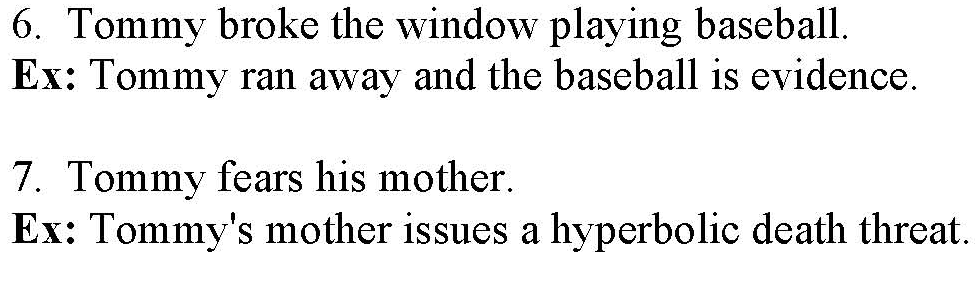 6. Tommy broke the window playing baseball.
Ex: Tommy ran away and the baseball is evidence.
7. Tommy fears his mother.
Ex: Tommy's mother issues a hyperbolic death threat.